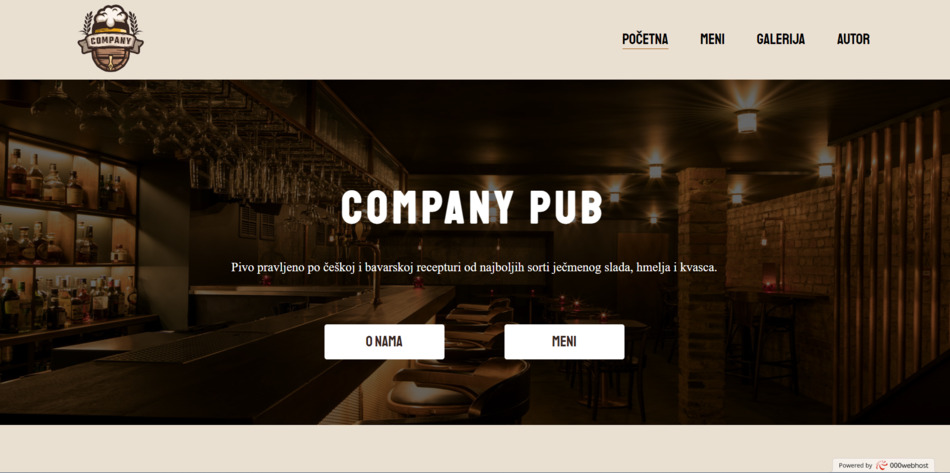 COMPANY
POČETNA
MENI
GALERIJA
AUTOR
COMPANY PUB
Pivo pravljeno po češkoj i bavarskoj recepturi od najboljih sorti ječmenog slada, hmelja i kvasca.
O NAMA
MENI
Powered by 000webhost